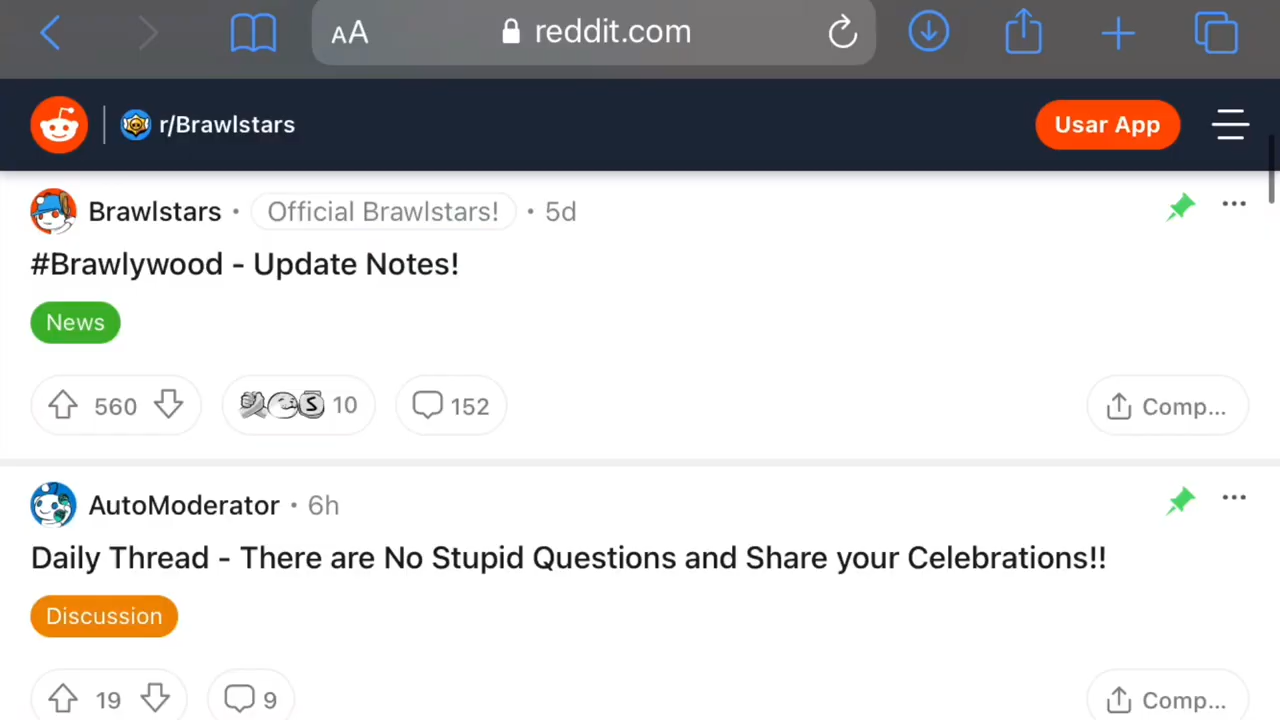 AA reddit.com
r/Brawlstars Usar App
Brawlstars • Official Brawlstars! • 5d
#Brawlywood - Update Notes!
News
560 S 10 152 Comp...
AutoModerator • 6h
Daily Thread - There are No Stupid Questions and Share your Celebrations!!
Discussion
19 9 Comp...